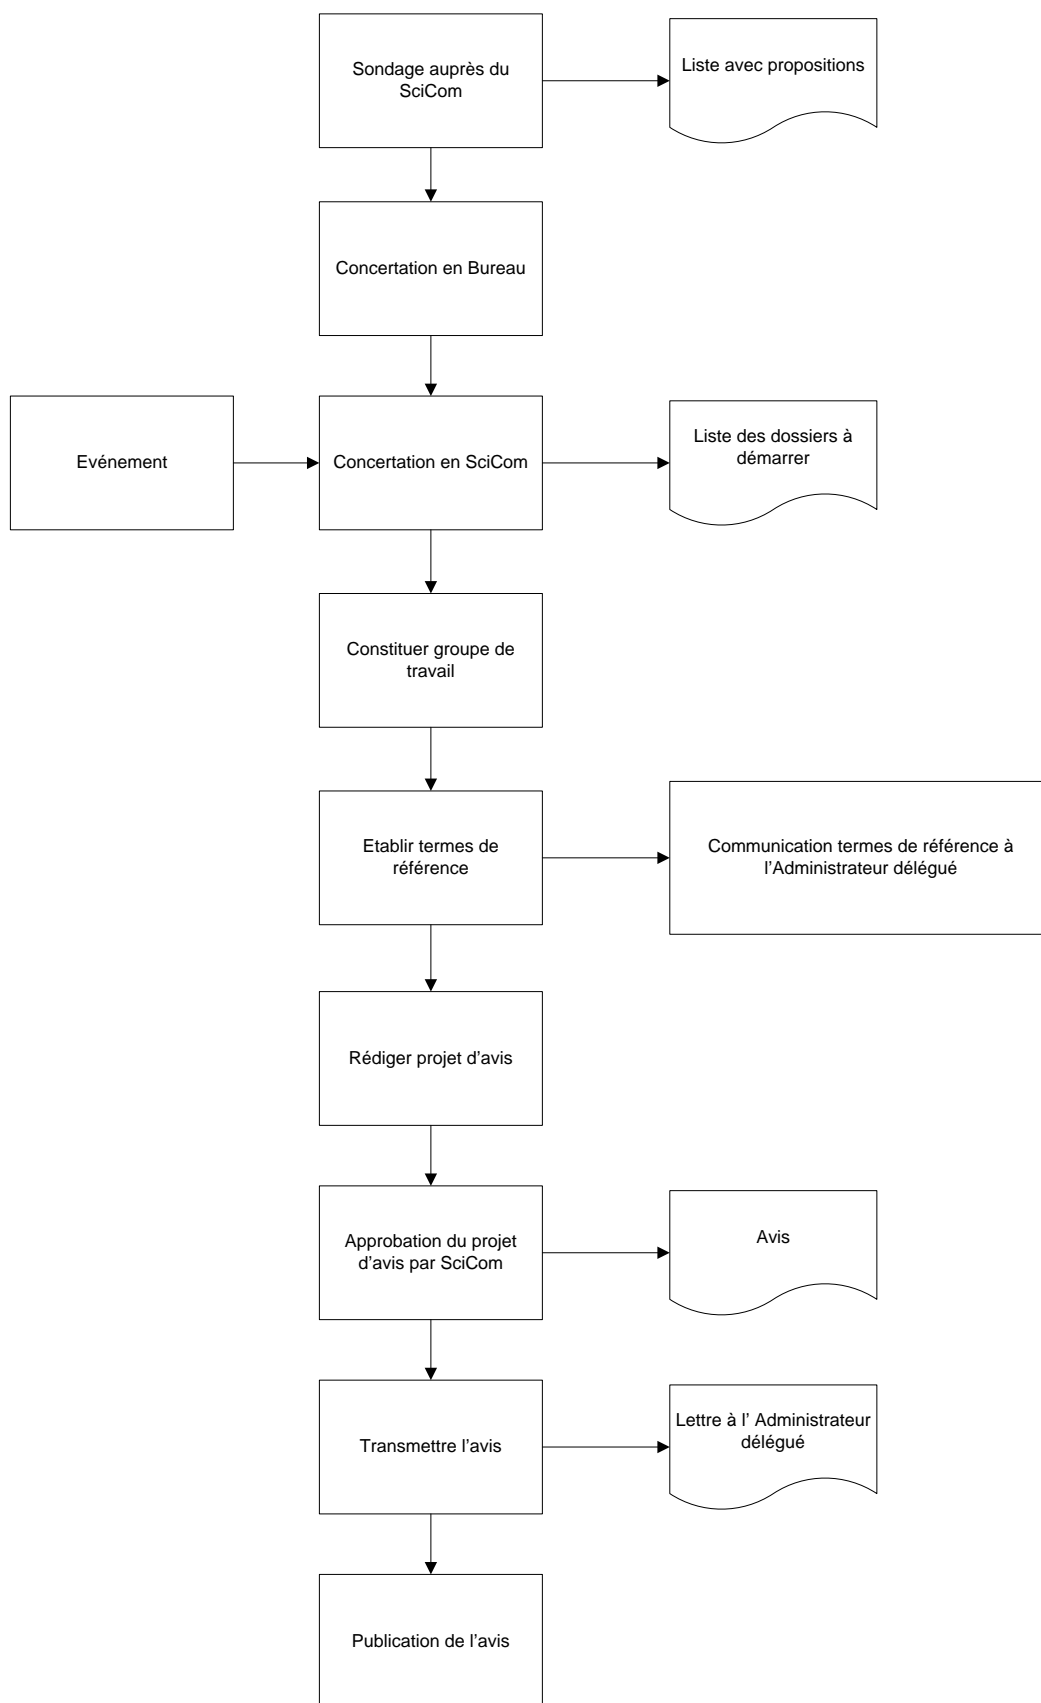 Sondage auprès du
SciCom
Liste avec propositions
Concertation en Bureau
Evénement
Concertation en SciCom
Liste des dossiers à
démarrer
Constituer groupe de
travail
Etablir termes de
référence
Communication termes de référence à
l’Administrateur délégué
Rédiger projet d’avis
Approbation du projet
d’avis par SciCom
Avis
Transmettre l’avis
Lettre à l’ Administrateur
délégué
Publication de l’avis